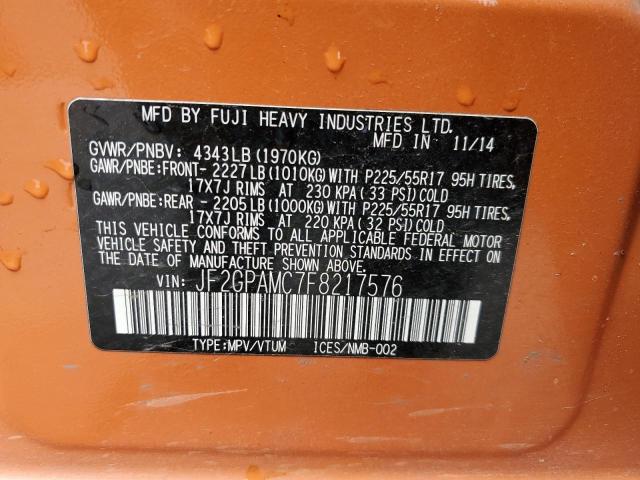 MFD BY FUJI HEAVY INDUSTRIES LTD.
MFD IN 11/14
GVWR/PNBV: 4343LB (1970KG)
GAWR/PNBE:FRONT- 2227LB(1010KG)WITH P225/55R17 95H TIRES,
17X7J RIMS AT 230 KPA(33 PSI)COLD
GAWR/PNBE:REAR - 2205LB(1000KG)WITH P225/55R17 95H TIRES,
17X7J RIMS AT 220 KPA(32 PSI)COLD
THIS VEHICLE CONFORMS TO ALL APPLICABLE FEDERAL MOTOR
VEHICLE SAFETY AND THEFT PREVENTION STANDARDS IN EFFECT
ON THE DATE OF MANUFACTURE SHOWN ABOVE.
VIN: JF2GPAMC7F8217576
TYPE:MPV/VTUM ICES/NMB-002